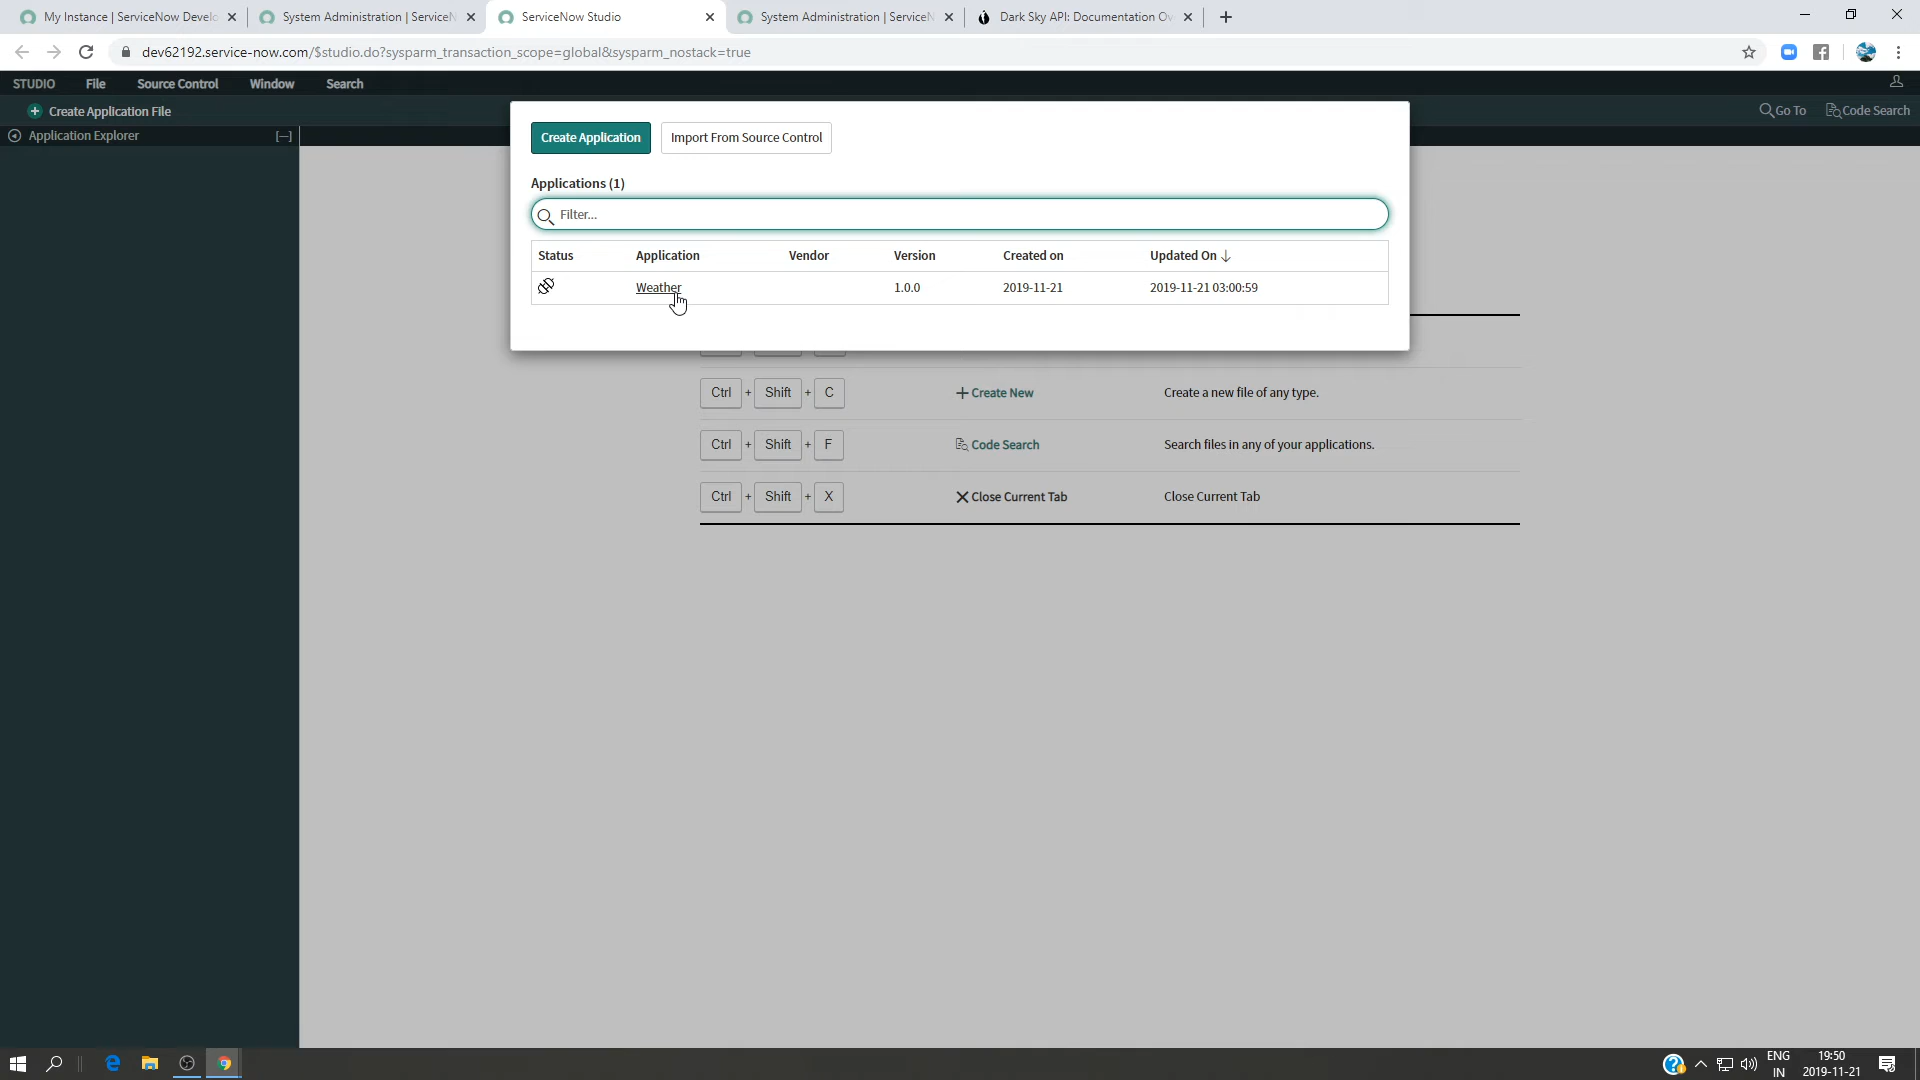 My Instance | ServiceNow Develo
System Administration | ServiceN
ServiceNow Studio
System Administration | ServiceN
Dark Sky API: Documentation Ov
dev62192.service-now.com/$studio.do?sysparm_transaction_scope=global&sysparm_nostack=true
STUDIO File Source Control Window Search
Create Application File
Go To Code Search
Application Explorer
Create Application Import From Source Control
Applications (1)
Filter...
Status Application Vendor Version Created on Updated On
Weather 1.0.0 2019-11-21 2019-11-21 03:00:59
Ctrl + Shift + C Create New Create a new file of any type.
Ctrl + Shift + F Code Search Search files in any of your applications.
Ctrl + Shift + X Close Current Tab Close Current Tab
ENG 19:50
IN 2019-11-21